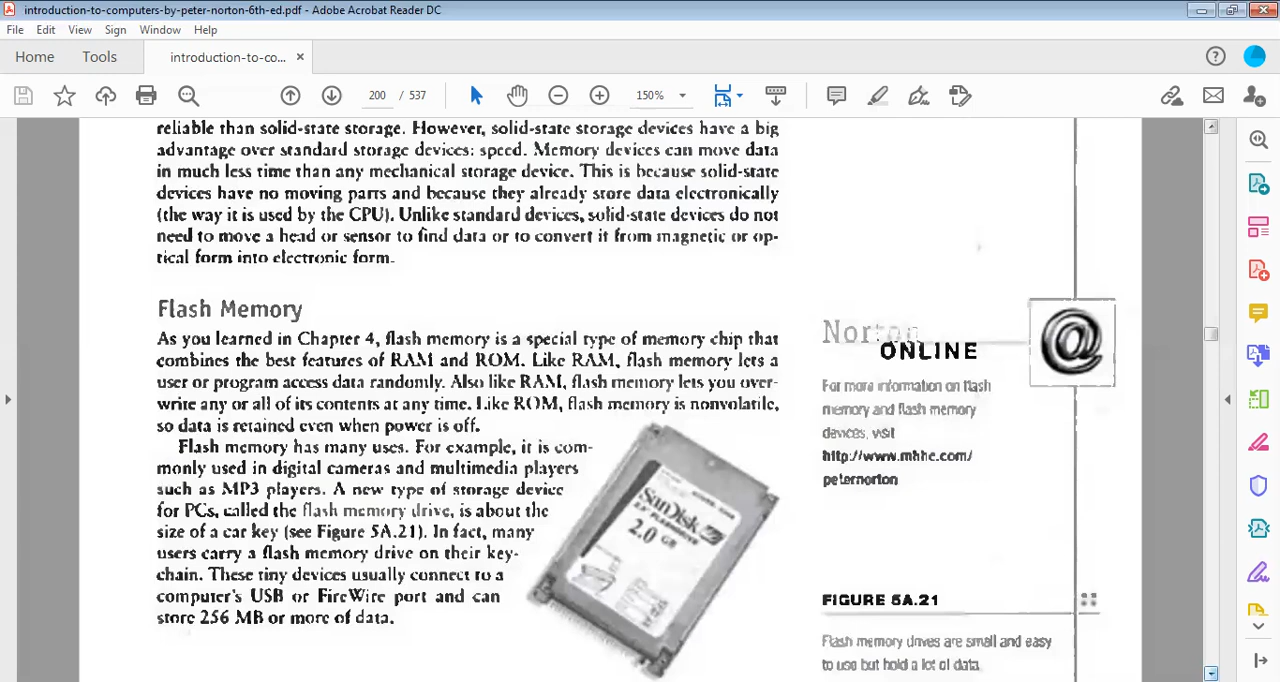 introduction-to-computers-by-peter-norton-6th-ed.pdf - Adobe Acrobat Reader DC
File Edit View Sign Window Help
Home Tools introduction-to-co... ×
200 / 537 150%
reliable than solid-state storage. However, solid-state storage devices have a big
advantage over standard storage devices: speed. Memory devices can move data
in much less time than any mechanical storage device. This is because solid-state
devices have no moving parts and because they already store data electronically
(the way it is used by the CPU). Unlike standard devices, solid-state devices do not
need to move a head or sensor to find data or to convert it from magnetic or op-
tical form into electronic form.
Flash Memory
As you learned in Chapter 4, flash memory is a special type of memory chip that
combines the best features of RAM and ROM. Like RAM, flash memory lets a
user or program access data randomly. Also like RAM, flash memory lets you over-
write any or all of its contents at any time. Like ROM, flash memory is nonvolatile,
so data is retained even when power is off.
Flash memory has many uses. For example, it is com-
monly used in digital cameras and multimedia players
such as MP3 players. A new type of storage device
for PCs, called the flash memory drive, is about the
size of a car key (see Figure 5A.21). In fact, many
users carry a flash memory drive on their key-
chain. These tiny devices usually connect to a
computer's USB or FireWire port and can
store 256 MB or more of data.
SanDisk
2.0 GB
Norton
ONLINE
@
For more information on flash
memory and flash memory
devices, visit
http://www.mhhe.com/
peternorton
FIGURE 5A.21
Flash memory drives are small and easy
to use but hold a lot of data.